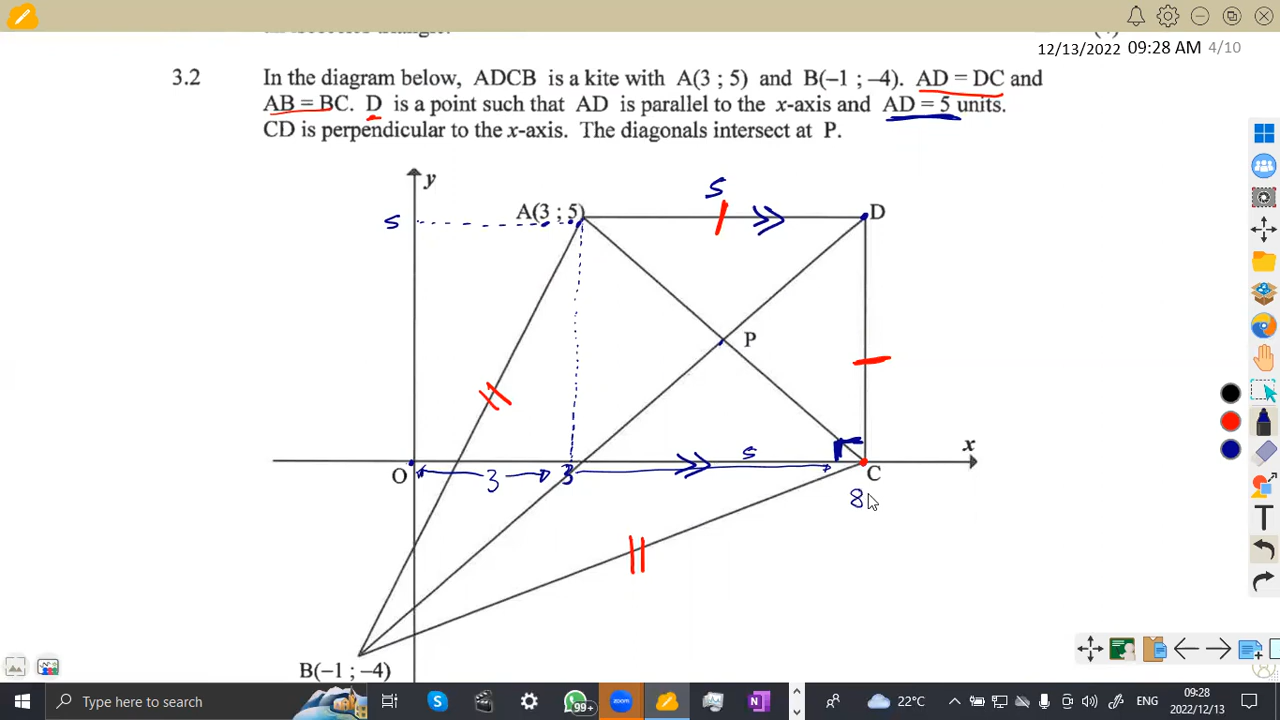 12/13/2022 09:28 AM 4/10
3.2 In the diagram below, ADCB is a kite with A(3 ; 5) and B(−1 ; −4). AD = DC and
AB = BC. D is a point such that AD is parallel to the x-axis and AD = 5 units.
CD is perpendicular to the x-axis. The diagonals intersect at P.
y
5
5 A(3 ; 5) D
P
x
5
O 3 3 C
8
B(−1 ; −4)
T
Type here to search
99+
22°C
ENG
09:28
2022/12/13